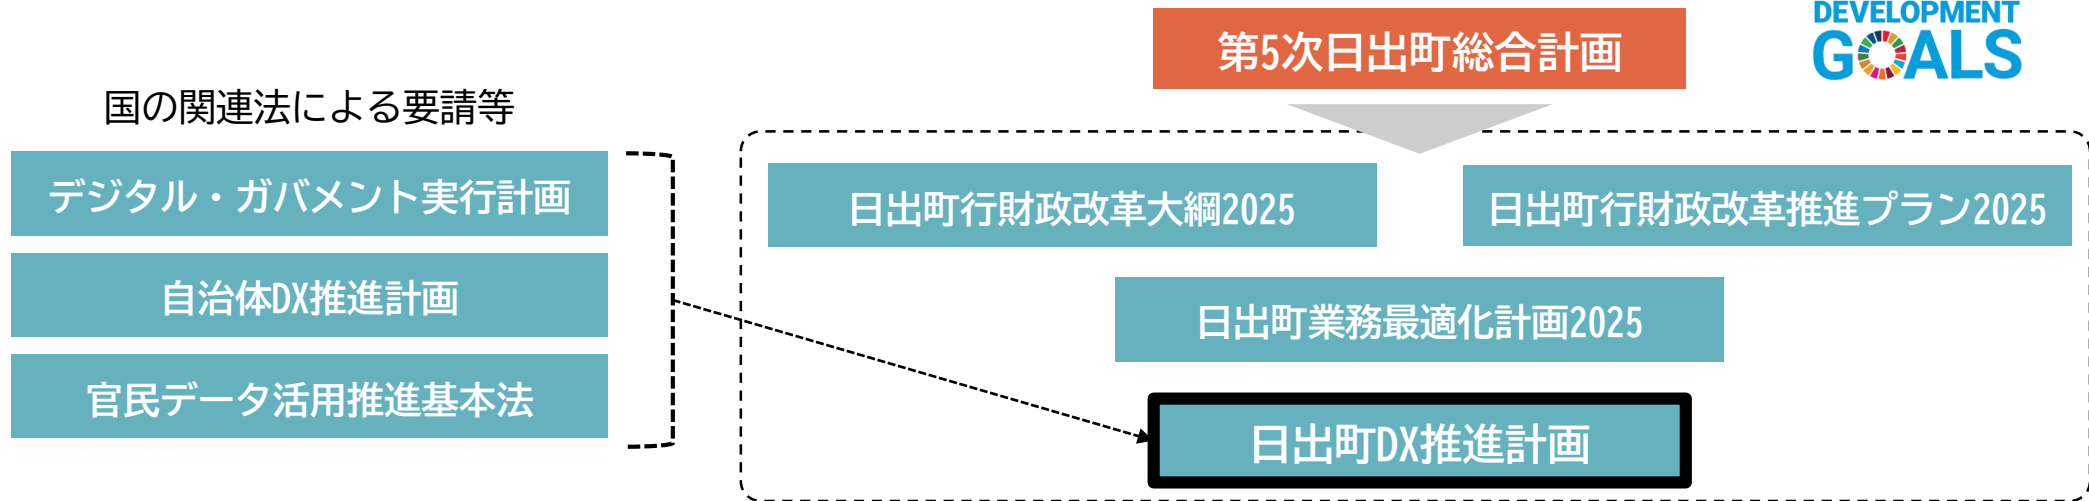 DEVELOPMENT
GOALS
第5次日出町総合計画
国の関連法による要請等
デジタル・ガバメント実行計画
自治体DX推進計画
官民データ活用推進基本法
日出町行財政改革大綱2025
日出町行財政改革推進プラン2025
日出町業務最適化計画2025
日出町DX推進計画